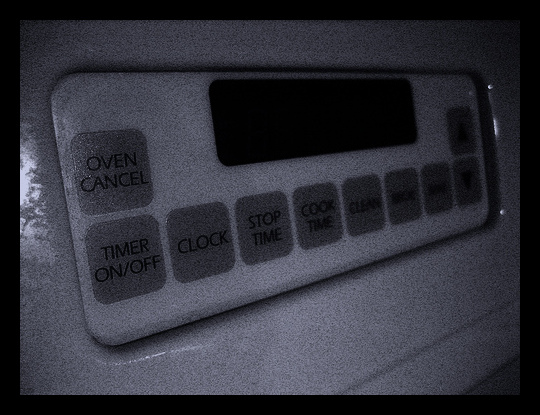 OVEN
CANCEL
TIMER
ON/OFF
CLOCK
STOP
TIME
COOK
TIME
CLEAN